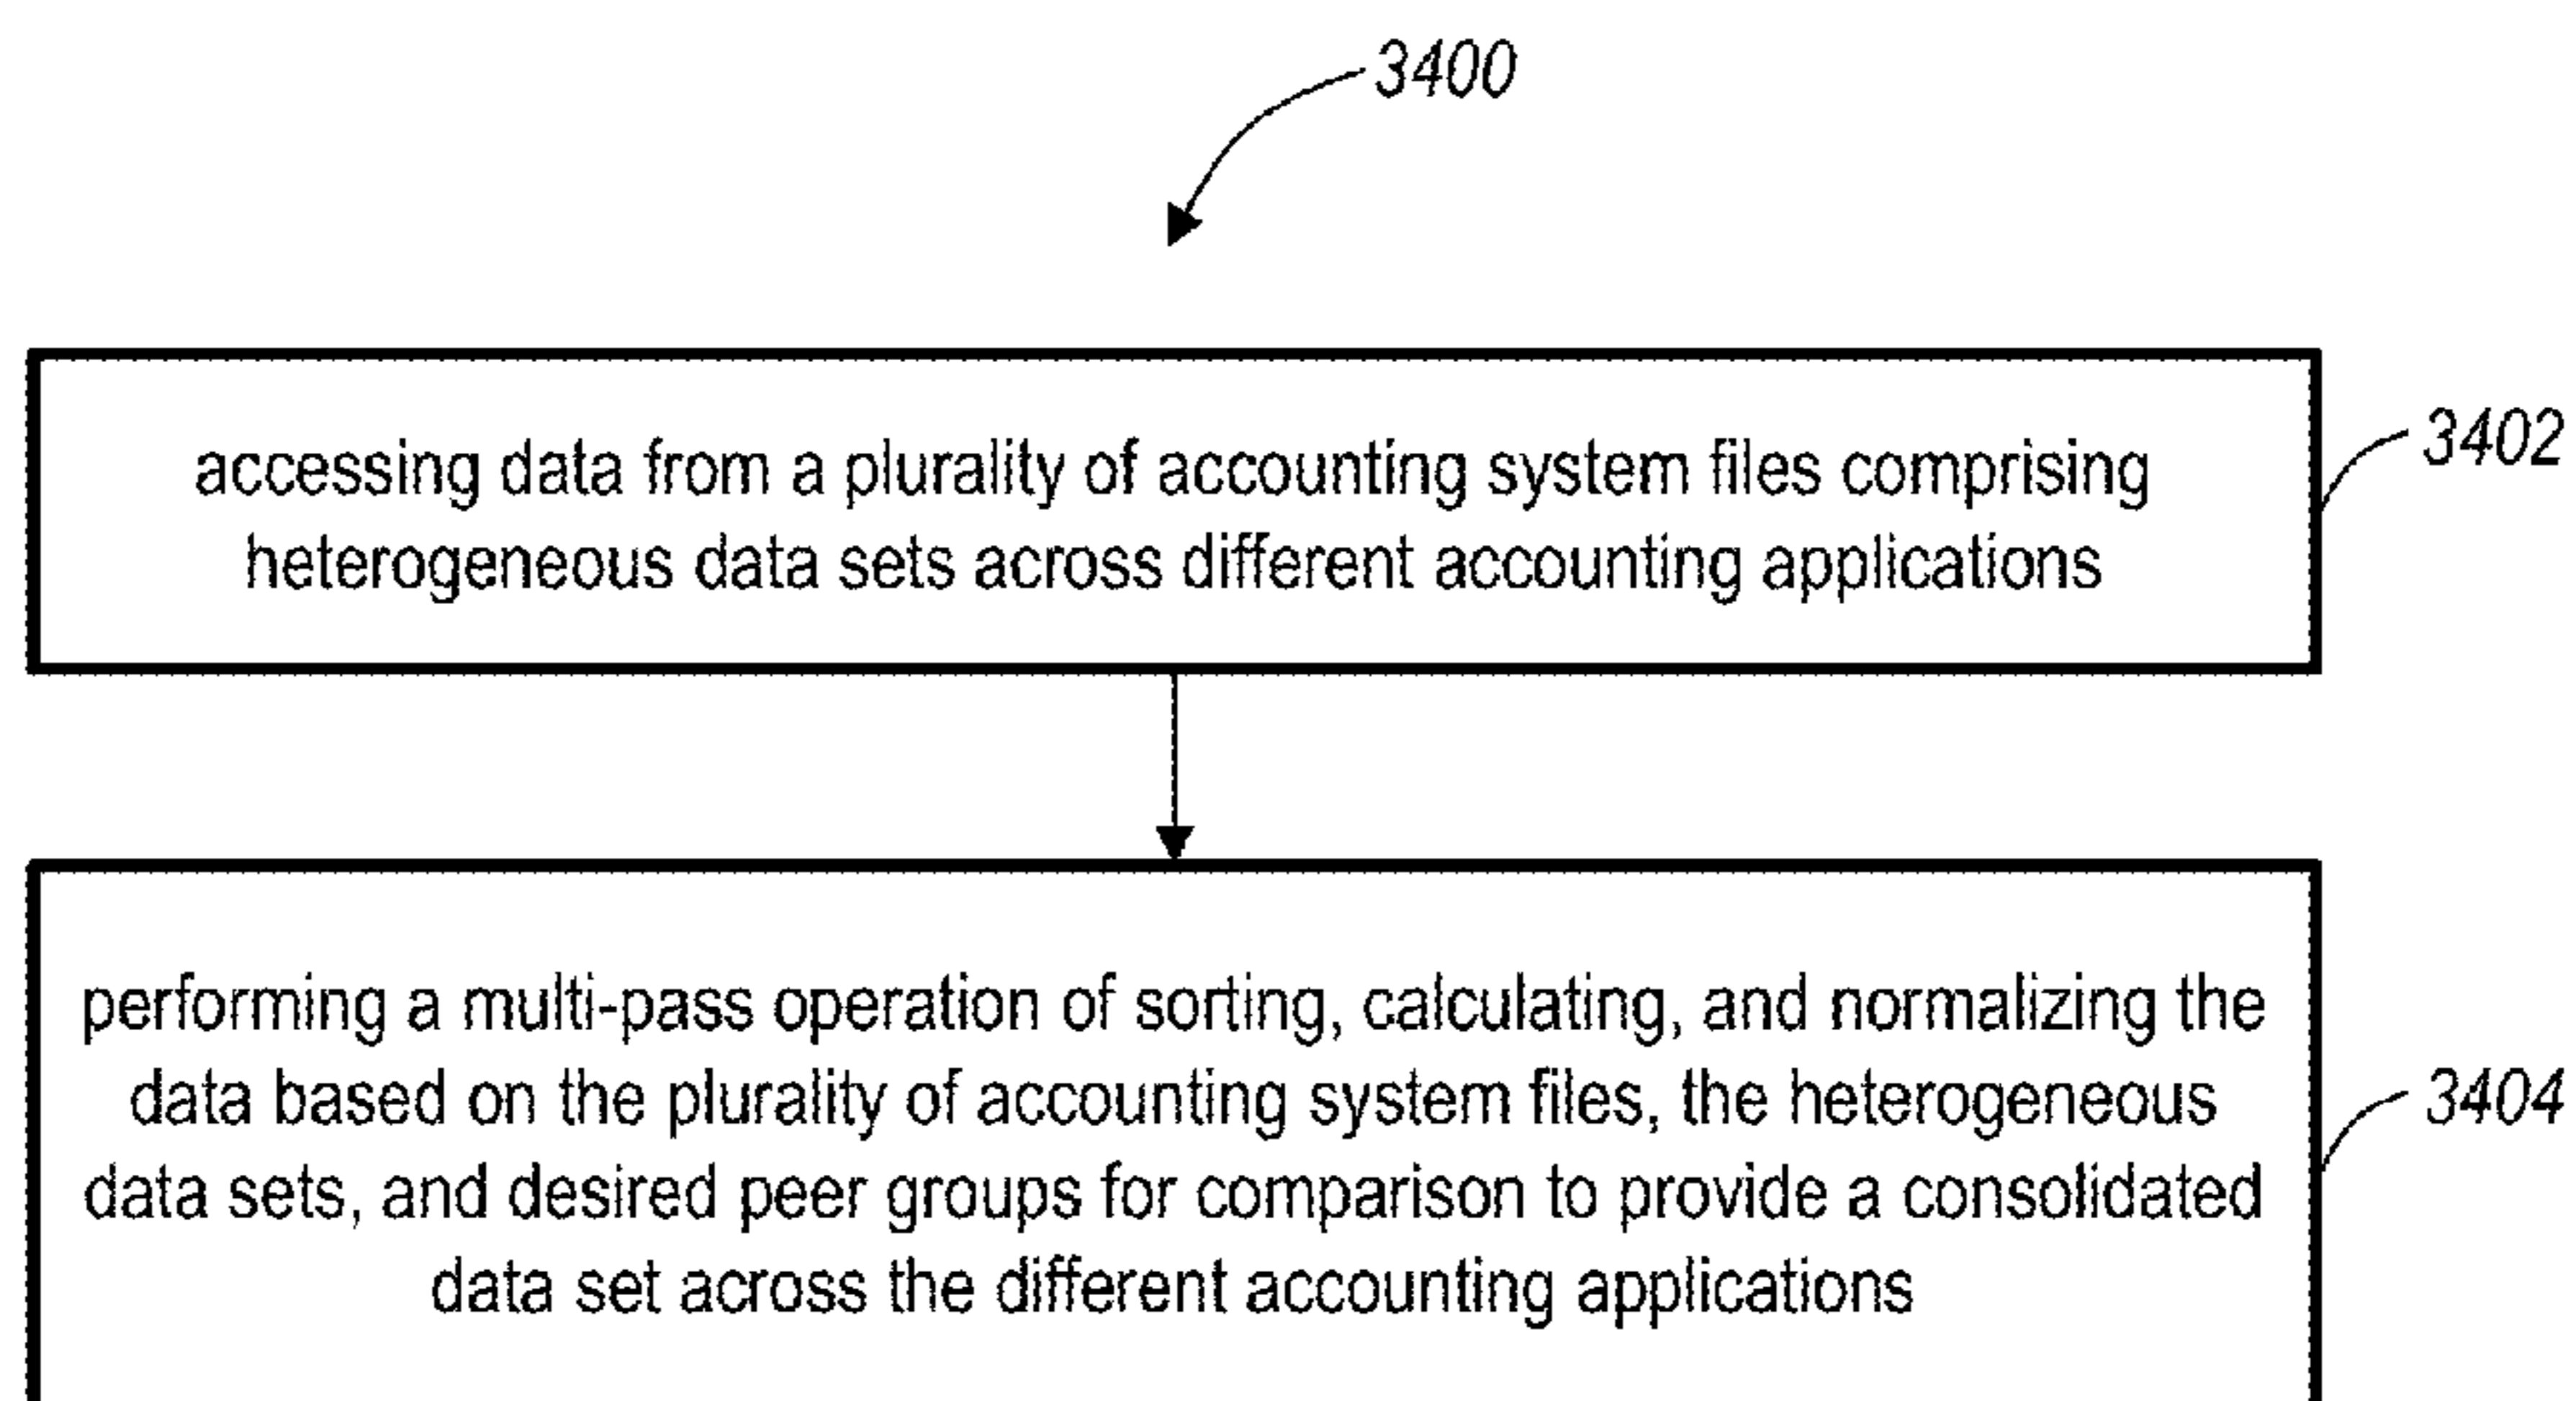 3400
accessing data from a plurality of accounting system files comprising
heterogeneous data sets across different accounting applications
3402
performing a multi-pass operation of sorting, calculating, and normalizing the
data based on the plurality of accounting system files, the heterogeneous
data sets, and desired peer groups for comparison to provide a consolidated
data set across the different accounting applications
3404